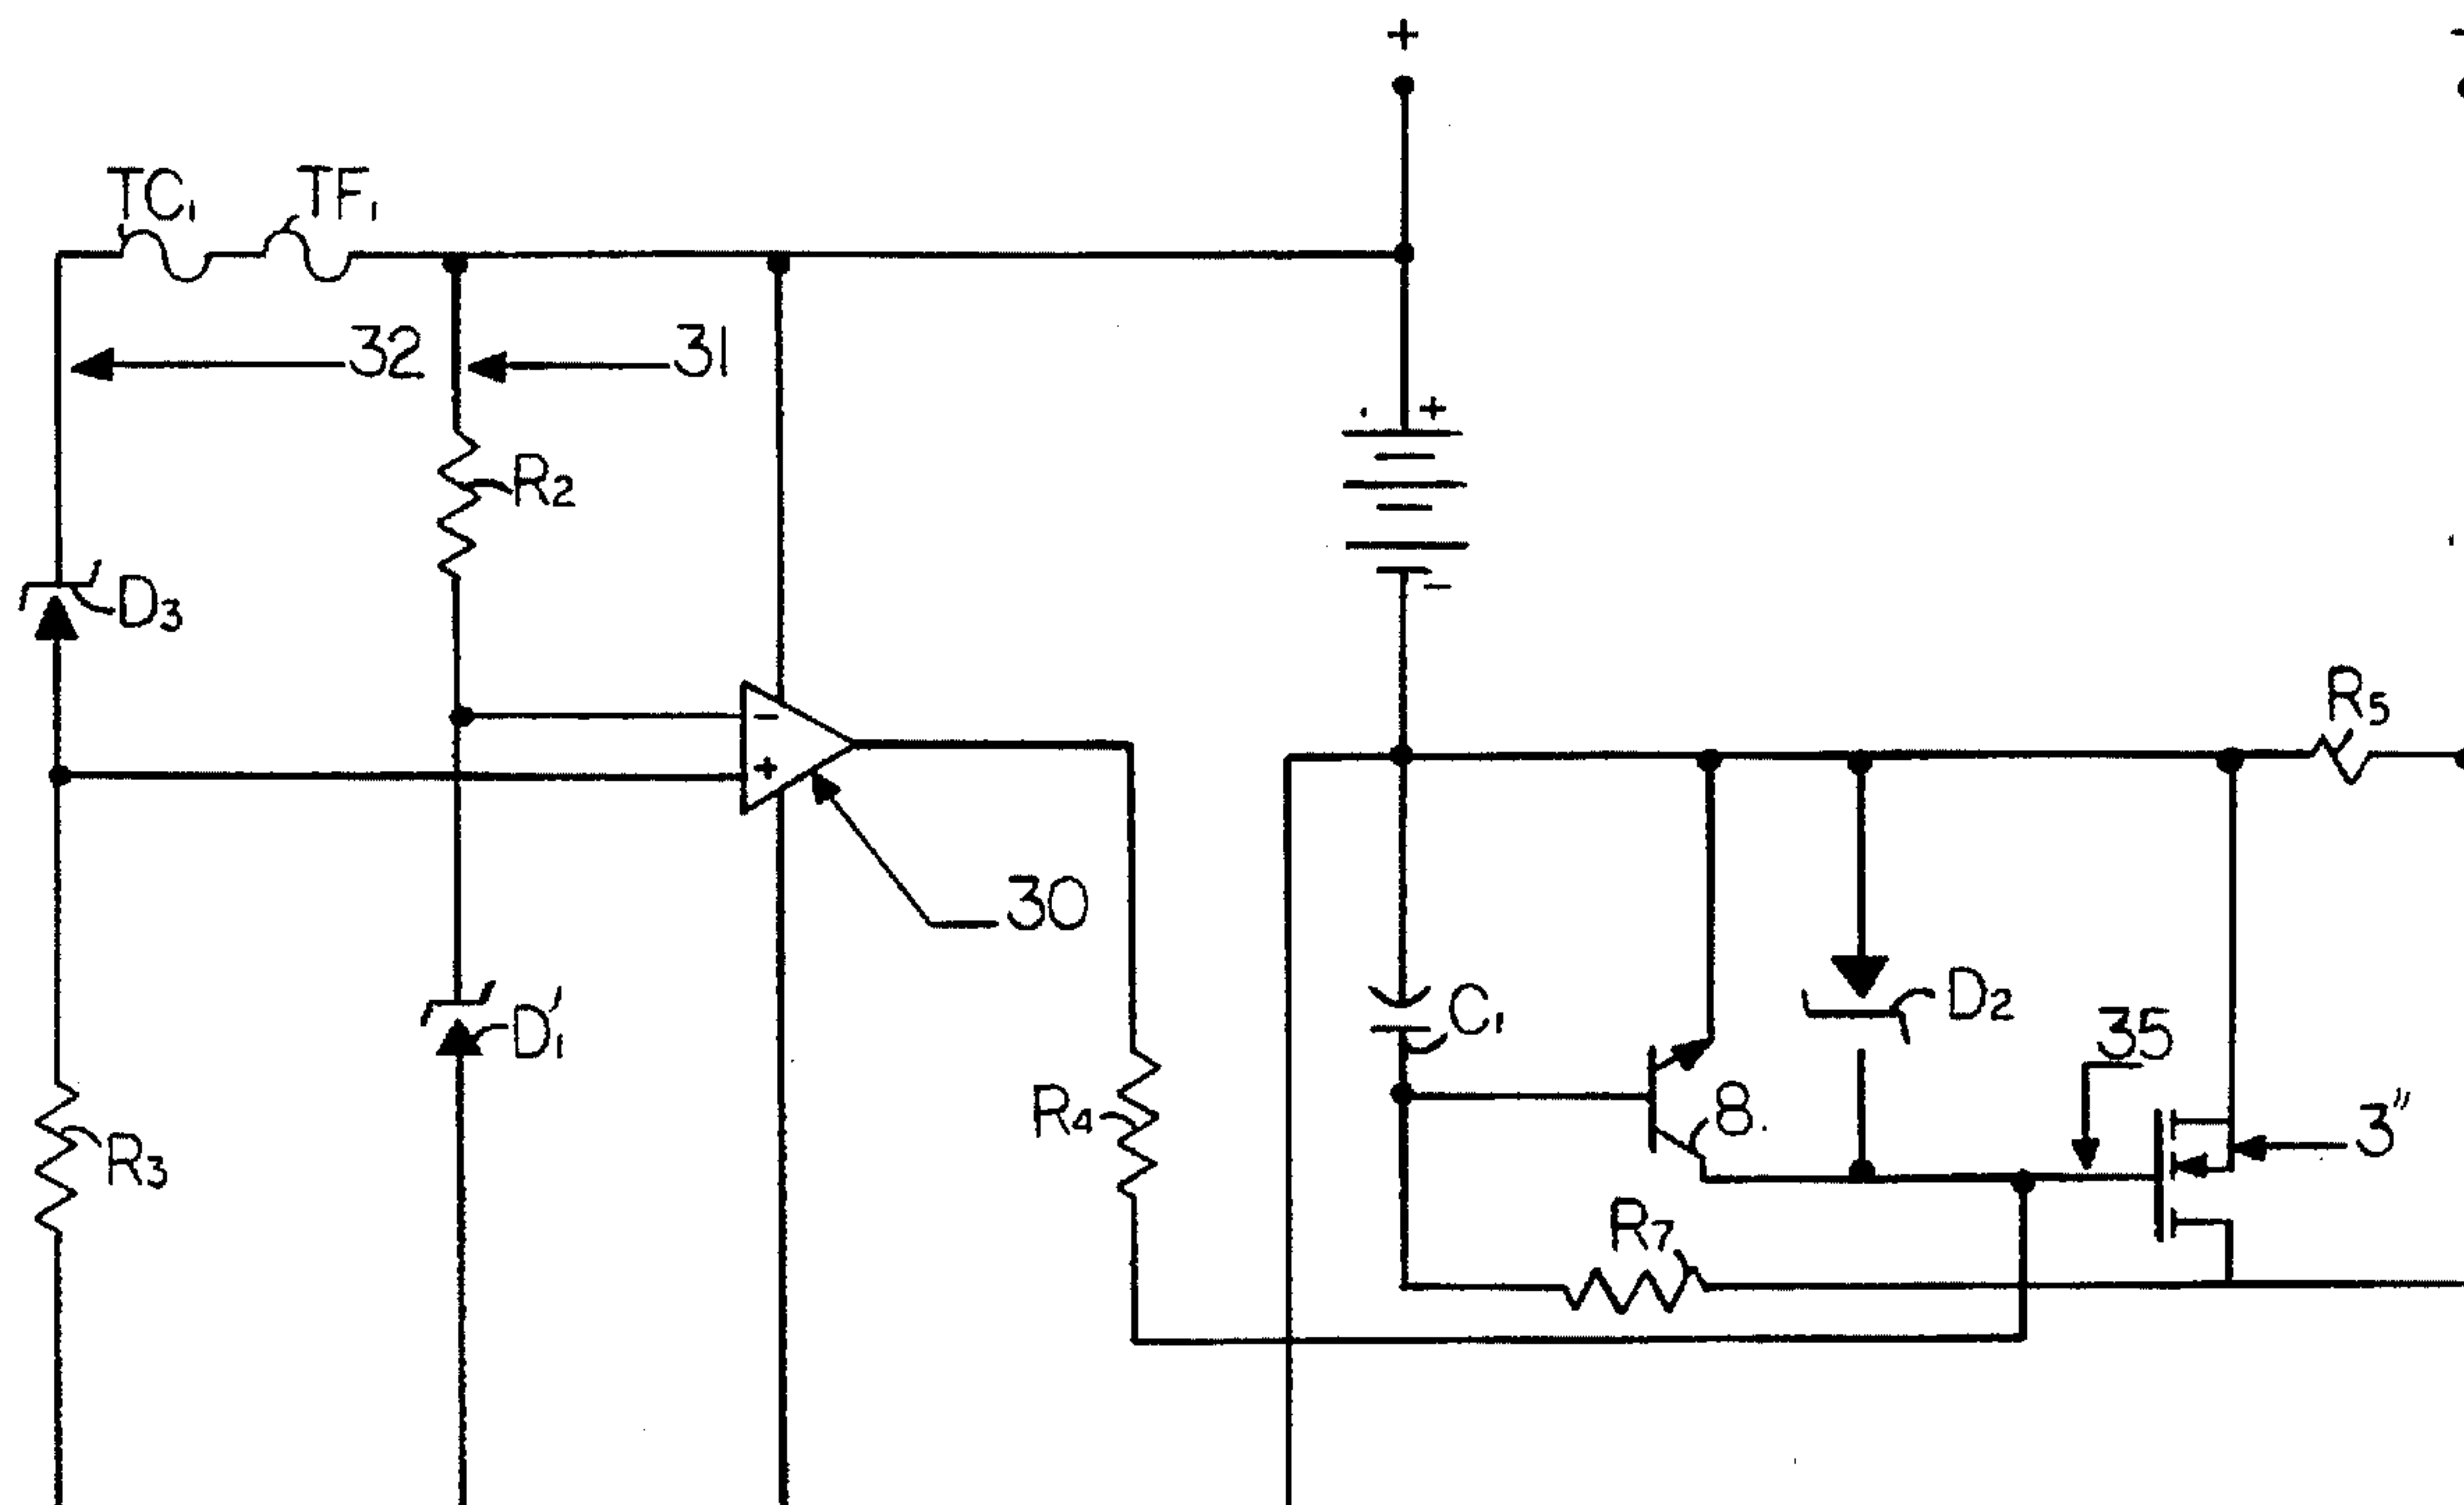 +
TC₁ TF₁
32 31
+
R₂
−
D₃
R₅
−
+
30
D₁'
C₁
D₂
35
R₄
8.
3"
R₃
R₇